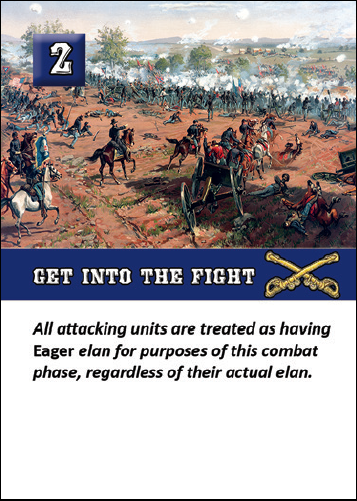 2
GET INTO THE FIGHT
All attacking units are treated as having
Eager elan for purposes of this combat
phase, regardless of their actual elan.